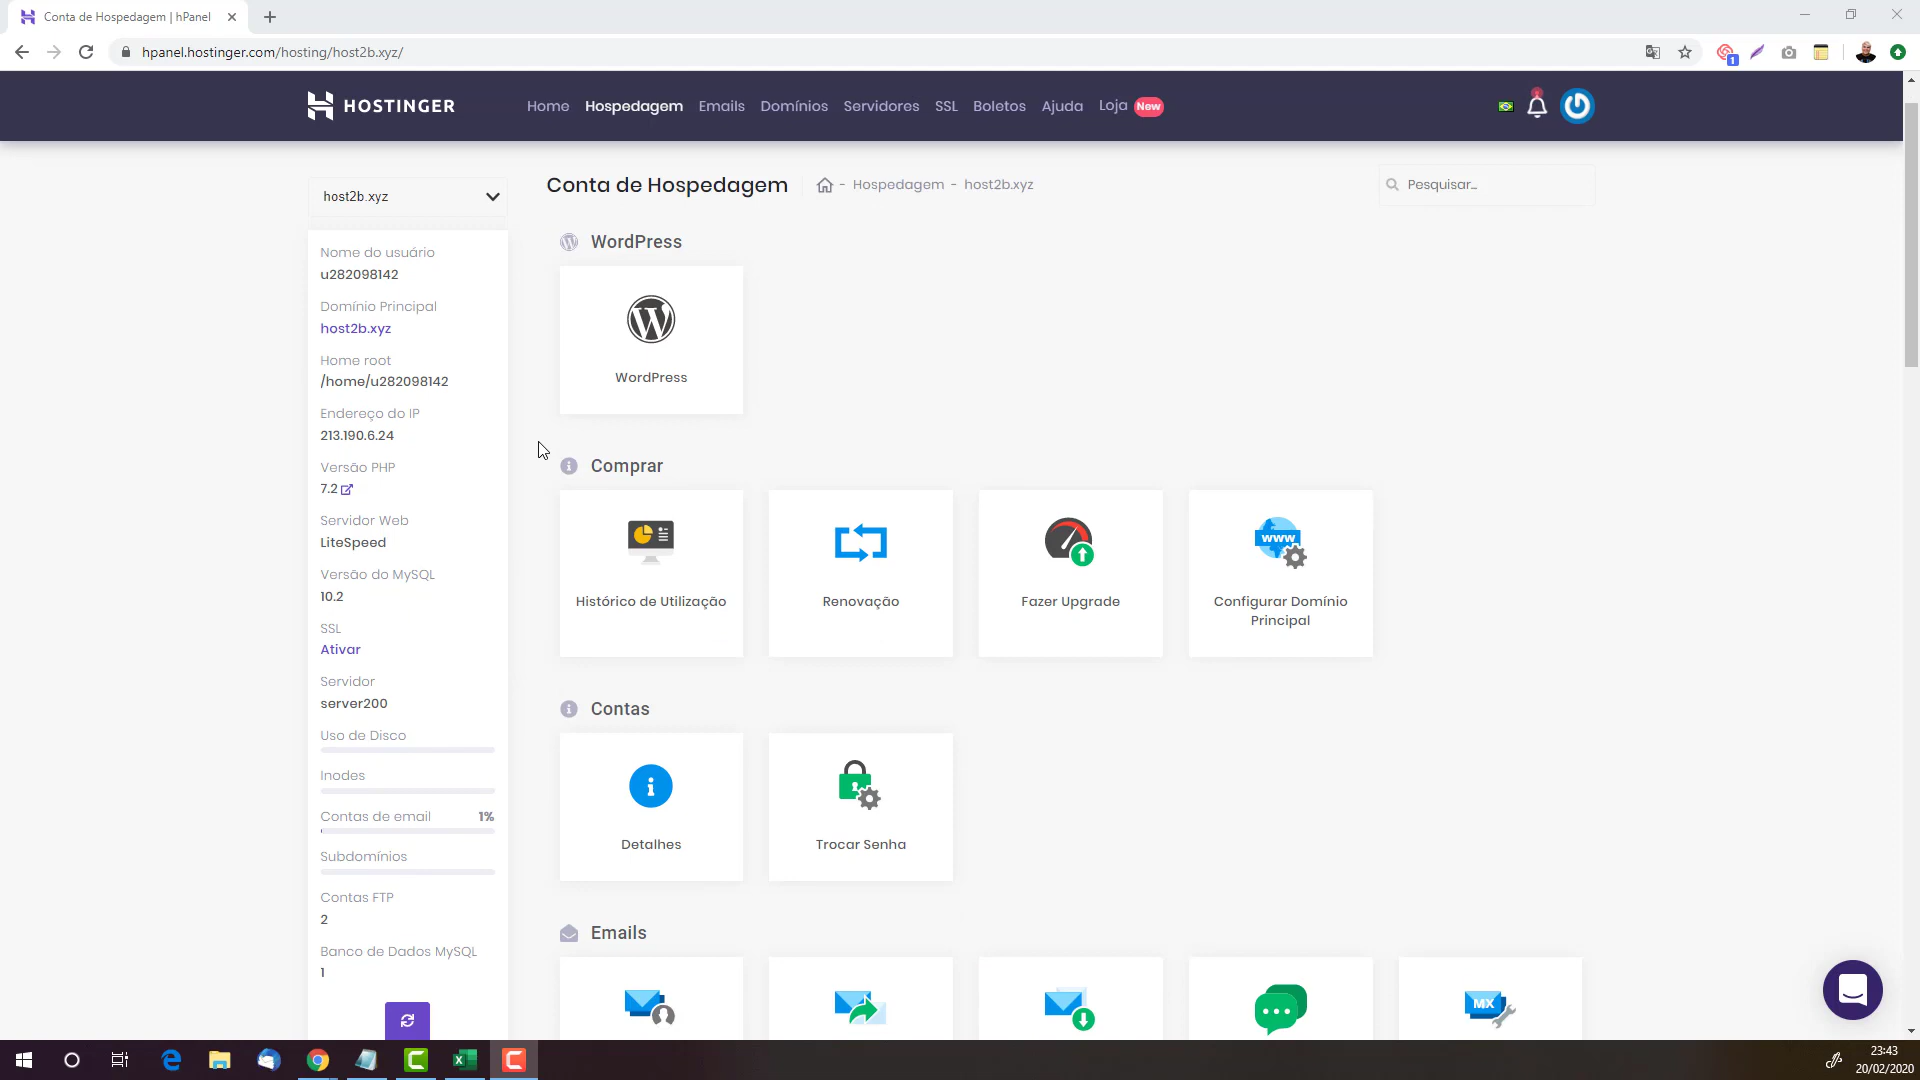 Conta de Hospedagem | hPanel
hpanel.hostinger.com/hosting/host2b.xyz/
1
HOSTINGER
Home
Hospedagem
Emails
Domínios
Servidores
SSL
Boletos
Ajuda
Loja
New
host2b.xyz
Conta de Hospedagem
- Hospedagem - host2b.xyz
Pesquisar...
Nome do usuário
u282098142
Domínio Principal
host2b.xyz
Home root
/home/u282098142
Endereço do IP
213.190.6.24
Versão PHP
7.2
Servidor Web
LiteSpeed
Versão do MySQL
10.2
SSL
Ativar
Servidor
server200
Uso de Disco
Inodes
Contas de email 1%
Subdomínios
Contas FTP
2
Banco de Dados MySQL
1
WordPress
WordPress
Comprar
Histórico de Utilização
Renovação
Fazer Upgrade
www
Configurar Domínio
Principal
Contas
Detalhes
Trocar Senha
Emails
MX
23:43
20/02/2020